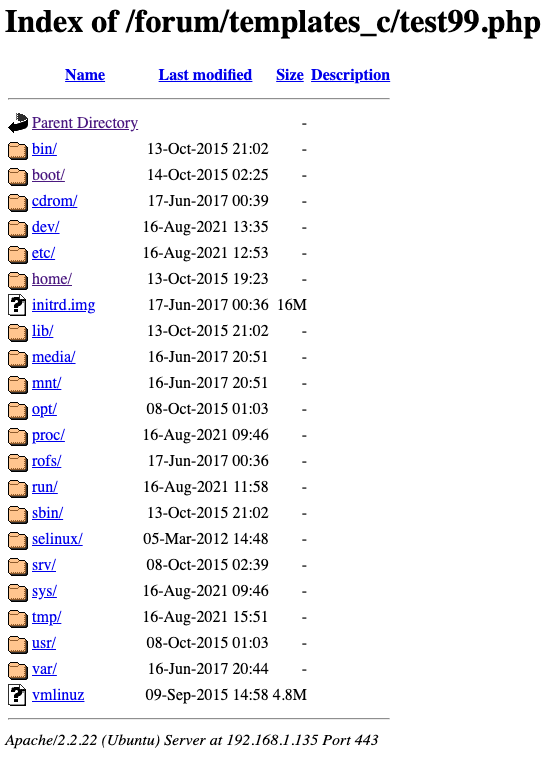 Index of /forum/templates_c/test99.php
Name Last modified Size Description
Parent Directory -
bin/ 13-Oct-2015 21:02 -
boot/ 14-Oct-2015 02:25 -
cdrom/ 17-Jun-2017 00:39 -
dev/ 16-Aug-2021 13:35 -
etc/ 16-Aug-2021 12:53 -
home/ 13-Oct-2015 19:23 -
initrd.img 17-Jun-2017 00:36 16M
lib/ 13-Oct-2015 21:02 -
media/ 16-Jun-2017 20:51 -
mnt/ 16-Jun-2017 20:51 -
opt/ 08-Oct-2015 01:03 -
proc/ 16-Aug-2021 09:46 -
rofs/ 17-Jun-2017 00:36 -
run/ 16-Aug-2021 11:58 -
sbin/ 13-Oct-2015 21:02 -
selinux/ 05-Mar-2012 14:48 -
srv/ 08-Oct-2015 02:39 -
sys/ 16-Aug-2021 09:46 -
tmp/ 16-Aug-2021 15:51 -
usr/ 08-Oct-2015 01:03 -
var/ 16-Jun-2017 20:44 -
vmlinuz 09-Sep-2015 14:58 4.8M
Apache/2.2.22 (Ubuntu) Server at 192.168.1.135 Port 443